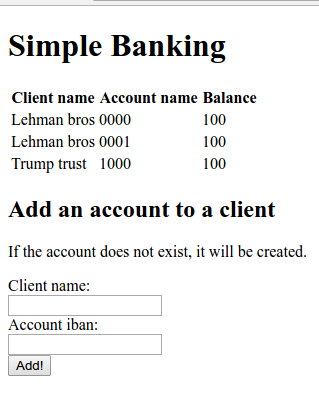 Simple Banking
Client name Account name Balance
Lehman bros 0000 100
Lehman bros 0001 100
Trump trust 1000 100
Add an account to a client
If the account does not exist, it will be created.
Client name:
Account iban:
Add!